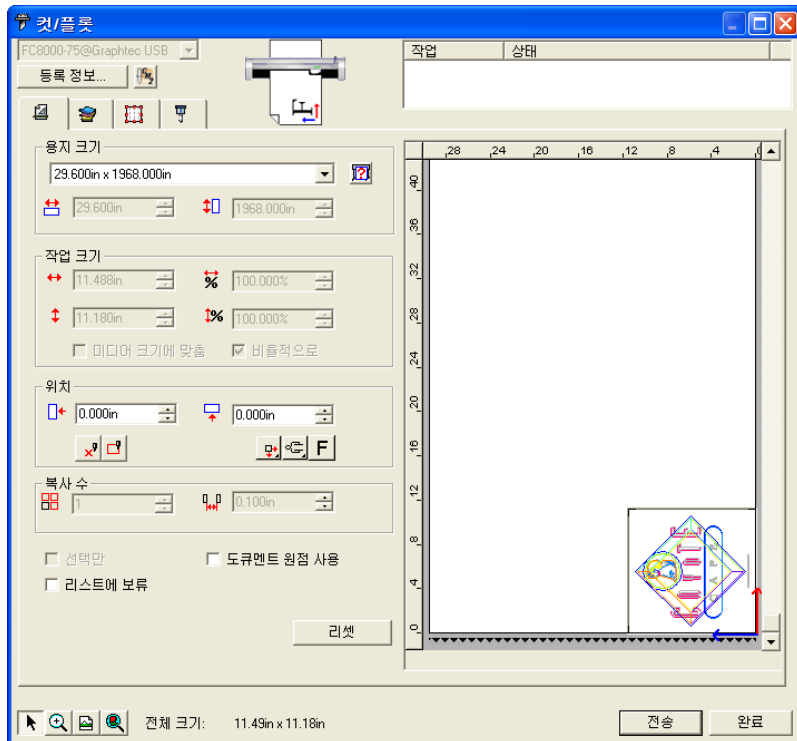 컷/플롯
FC8000-75@Graphtec USB
등록 정보...
작업 상태
용지 크기
29.600in x 1968.000in
29.600in 1968.000in
작업 크기
11.488in % 100.000%
11.180in % 100.000%
미디어 크기에 맞춤 비율적으로
위치
0.000in 0.000in
F
복사 수
1 0.100in
선택만 도큐멘트 원점 사용
리스트에 보류
리셋
28 24 20 16 12 8 4 0
40
36
32
28
24
20
16
12
8
4
0
전체 크기: 11.49in x 11.18in
전송 완료